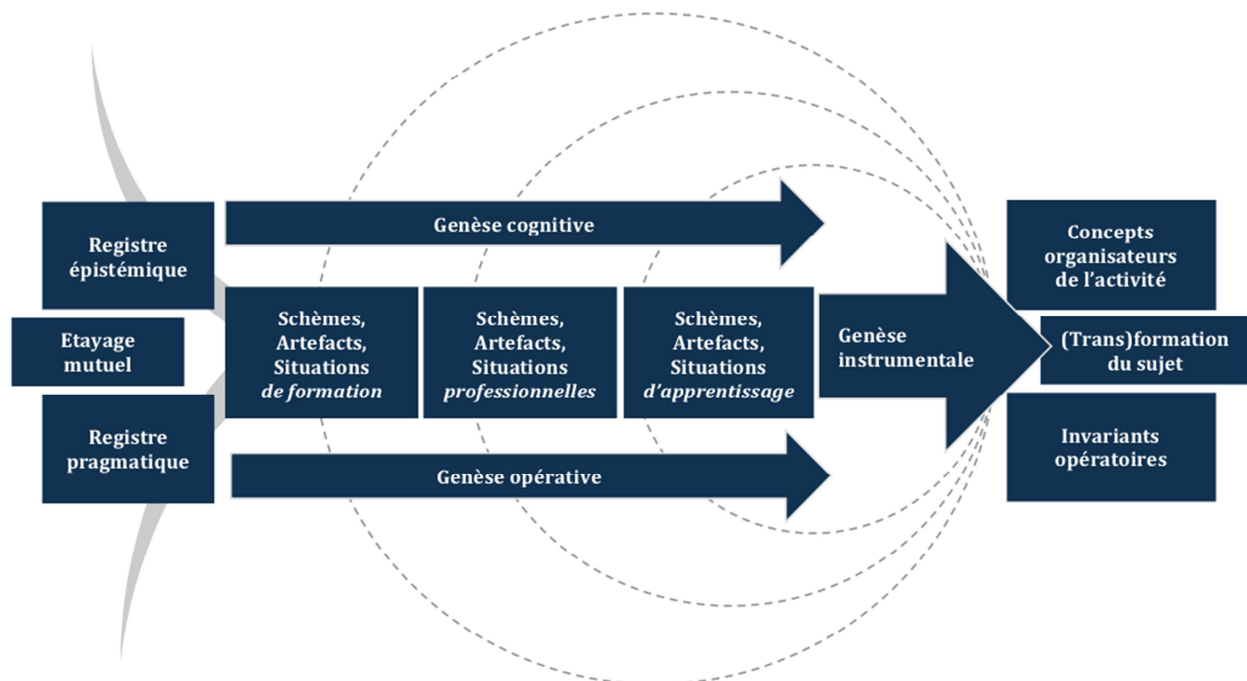 Registre
épistémique
Etayage
mutuel
Registre
pragmatique
Genèse cognitive
Schèmes,
Artefacts,
Situations
de formation
Schèmes,
Artefacts,
Situations
professionnelles
Schèmes,
Artefacts,
Situations
d'apprentissage
Genèse opérative
Genèse
instrumentale
Concepts
organisateurs
de l'activité
(Trans)formation
du sujet
Invariants
opératoires